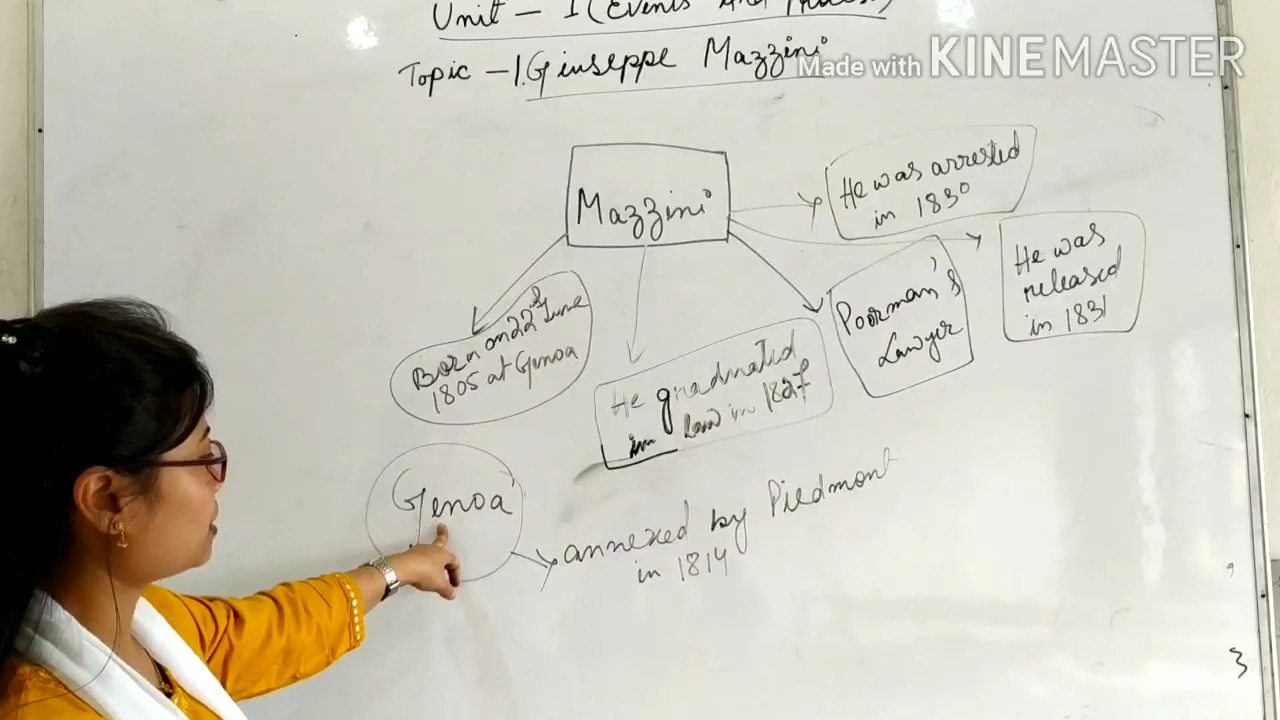 Unit – I (Events and Process)
Topic – 1. Giuseppe Mazzini
Made with KINEMASTER
Mazzini
He was arrested
in 1830
He was
released
in 1831
Poorman's
Lawyer
Born on 22nd June
1805 at Genoa
He graduated
in Law in 1827
Genoa
annexed by Piedmont
in 1814
3